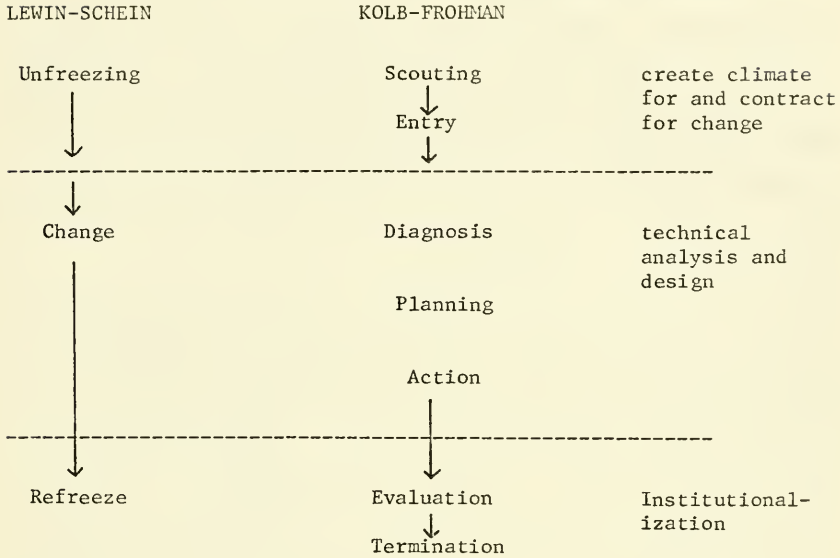 LEWIN-SCHEIN KOLB-FROHMAN
Unfreezing Scouting create climate
for and contract
Entry for change
Change Diagnosis technical
analysis and
design
Planning
Action
Refreeze Evaluation Institutional-
ization
Termination